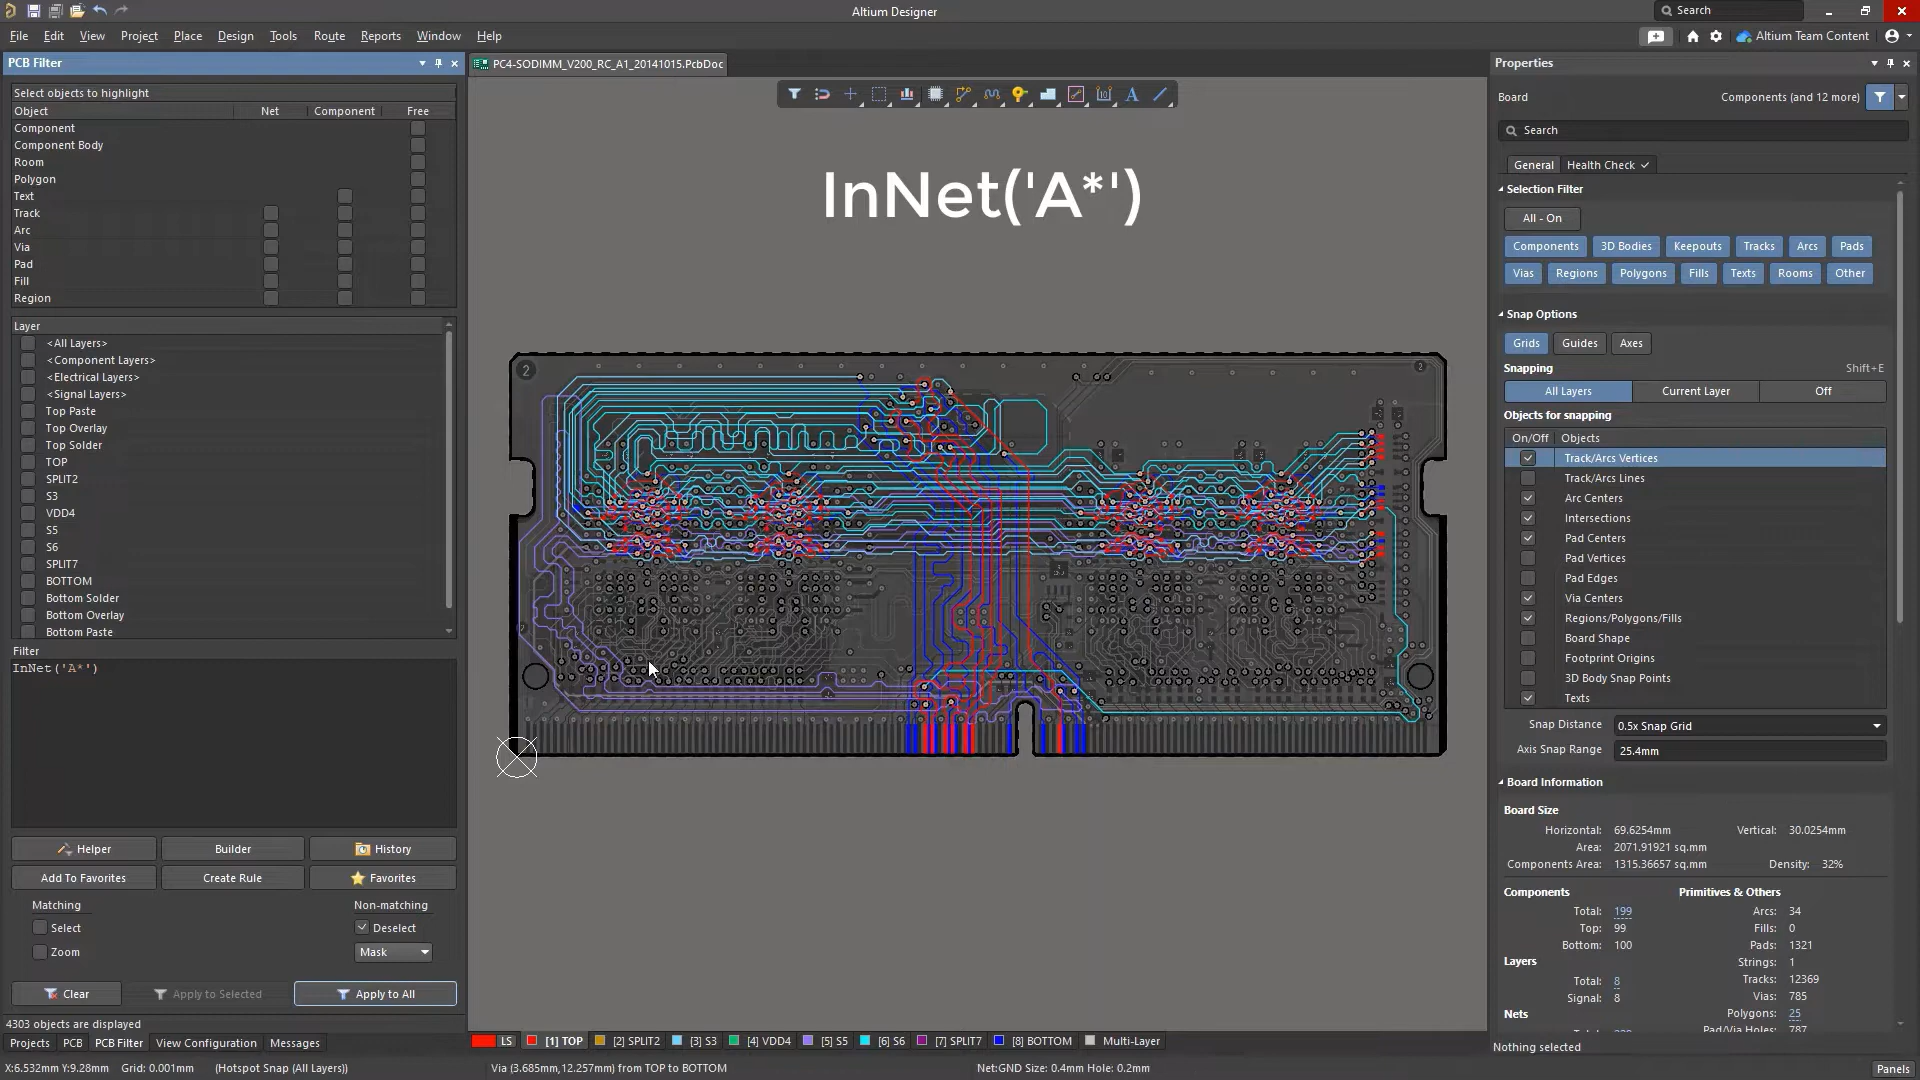 Altium Designer
Search
File Edit View Project Place Design Tools Route Reports Window Help
Altium Team Content
PCB Filter
PC4-SODIMM_V200_RC_A1_20141015.PcbDoc
Properties
Select objects to highlight
Object Net Component Free
Component
Component Body
Room
Polygon
Text
Track
Arc
Via
Pad
Fill
Region
Layer
<All Layers>
<Component Layers>
<Electrical Layers>
<Signal Layers>
Top Paste
Top Overlay
Top Solder
TOP
SPLIT2
S3
VDD4
S5
S6
SPLIT7
BOTTOM
Bottom Solder
Bottom Overlay
Bottom Paste
Filter
InNet('A*')
Helper Builder History
Add To Favorites Create Rule Favorites
Matching Non-matching
Select Deselect
Zoom Mask
Clear Apply to Selected Apply to All
4303 objects are displayed
Projects PCB PCB Filter View Configuration Messages
InNet('A*')
2
2
LS [1] TOP [2] SPLIT2 [3] S3 [4] VDD4 [5] S5 [6] S6 [7] SPLIT7 [8] BOTTOM Multi-Layer
Board Components (and 12 more)
Search
General Health Check
Selection Filter
All - On
Components 3D Bodies Keepouts Tracks Arcs Pads
Vias Regions Polygons Fills Texts Rooms Other
Snap Options
Grids Guides Axes
Snapping Shift+E
All Layers Current Layer Off
Objects for snapping
On/Off Objects
Track/Arcs Vertices
Track/Arcs Lines
Arc Centers
Intersections
Pad Centers
Pad Vertices
Pad Edges
Via Centers
Regions/Polygons/Fills
Board Shape
Footprint Origins
3D Body Snap Points
Texts
Snap Distance 0.5x Snap Grid
Axis Snap Range 25.4mm
Board Information
Board Size
Horizontal: 69.6254mm Vertical: 30.0254mm
Area: 2071.91921 sq.mm
Components Area: 1315.36657 sq.mm Density: 32%
Components Primitives & Others
Total: 199 Arcs: 34
Top: 99 Fills: 0
Bottom: 100 Pads: 1321
Layers Strings: 1
Total: 8 Tracks: 12369
Signal: 8 Vias: 785
Nets Polygons: 25
Pad/Via Holes: 787
Nothing selected
X:6.532mm Y:9.28mm Grid: 0.001mm (Hotspot Snap (All Layers)) Via (3.685mm,12.257mm) from TOP to BOTTOM Net:GND Size: 0.4mm Hole: 0.2mm Panels